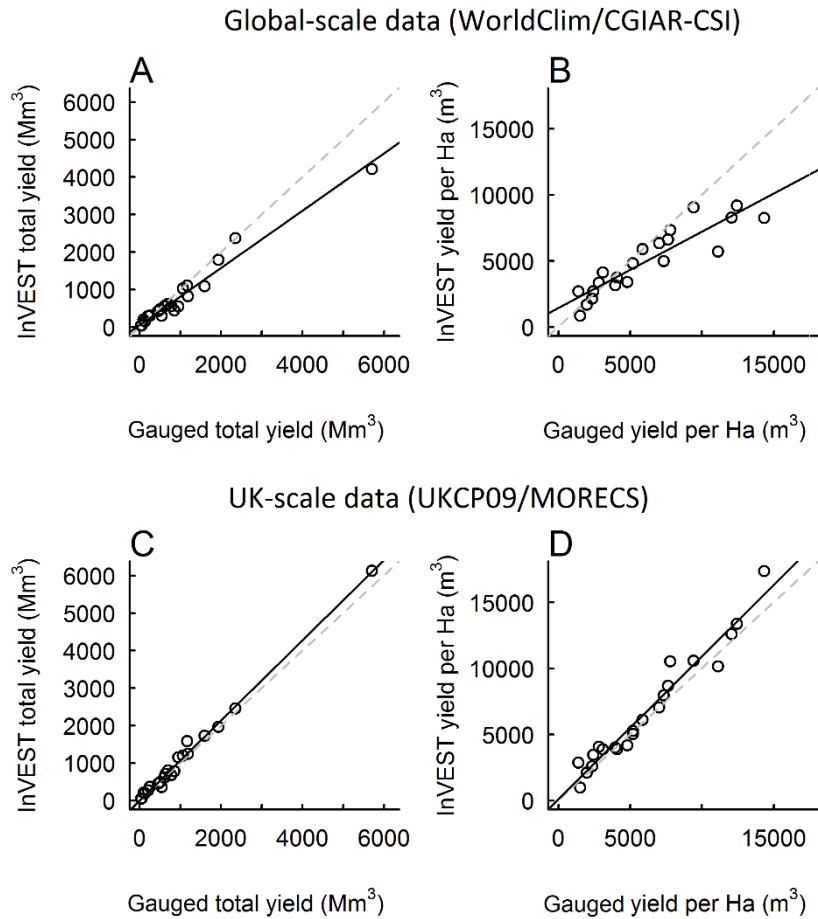 Global-scale data (WorldClim/CGIAR-CSI)
A
B
InVEST total yield (Mm³)
6000
5000
4000
3000
2000
1000
0
0
2000
4000
6000
Gauged total yield (Mm³)
InVEST yield per Ha (m³)
15000
10000
5000
0
0
5000
15000
Gauged yield per Ha (m³)
UK-scale data (UKCP09/MORECS)
C
D
InVEST total yield (Mm³)
6000
5000
4000
3000
2000
1000
0
0
2000
4000
6000
Gauged total yield (Mm³)
InVEST yield per Ha (m³)
15000
10000
5000
0
0
5000
15000
Gauged yield per Ha (m³)